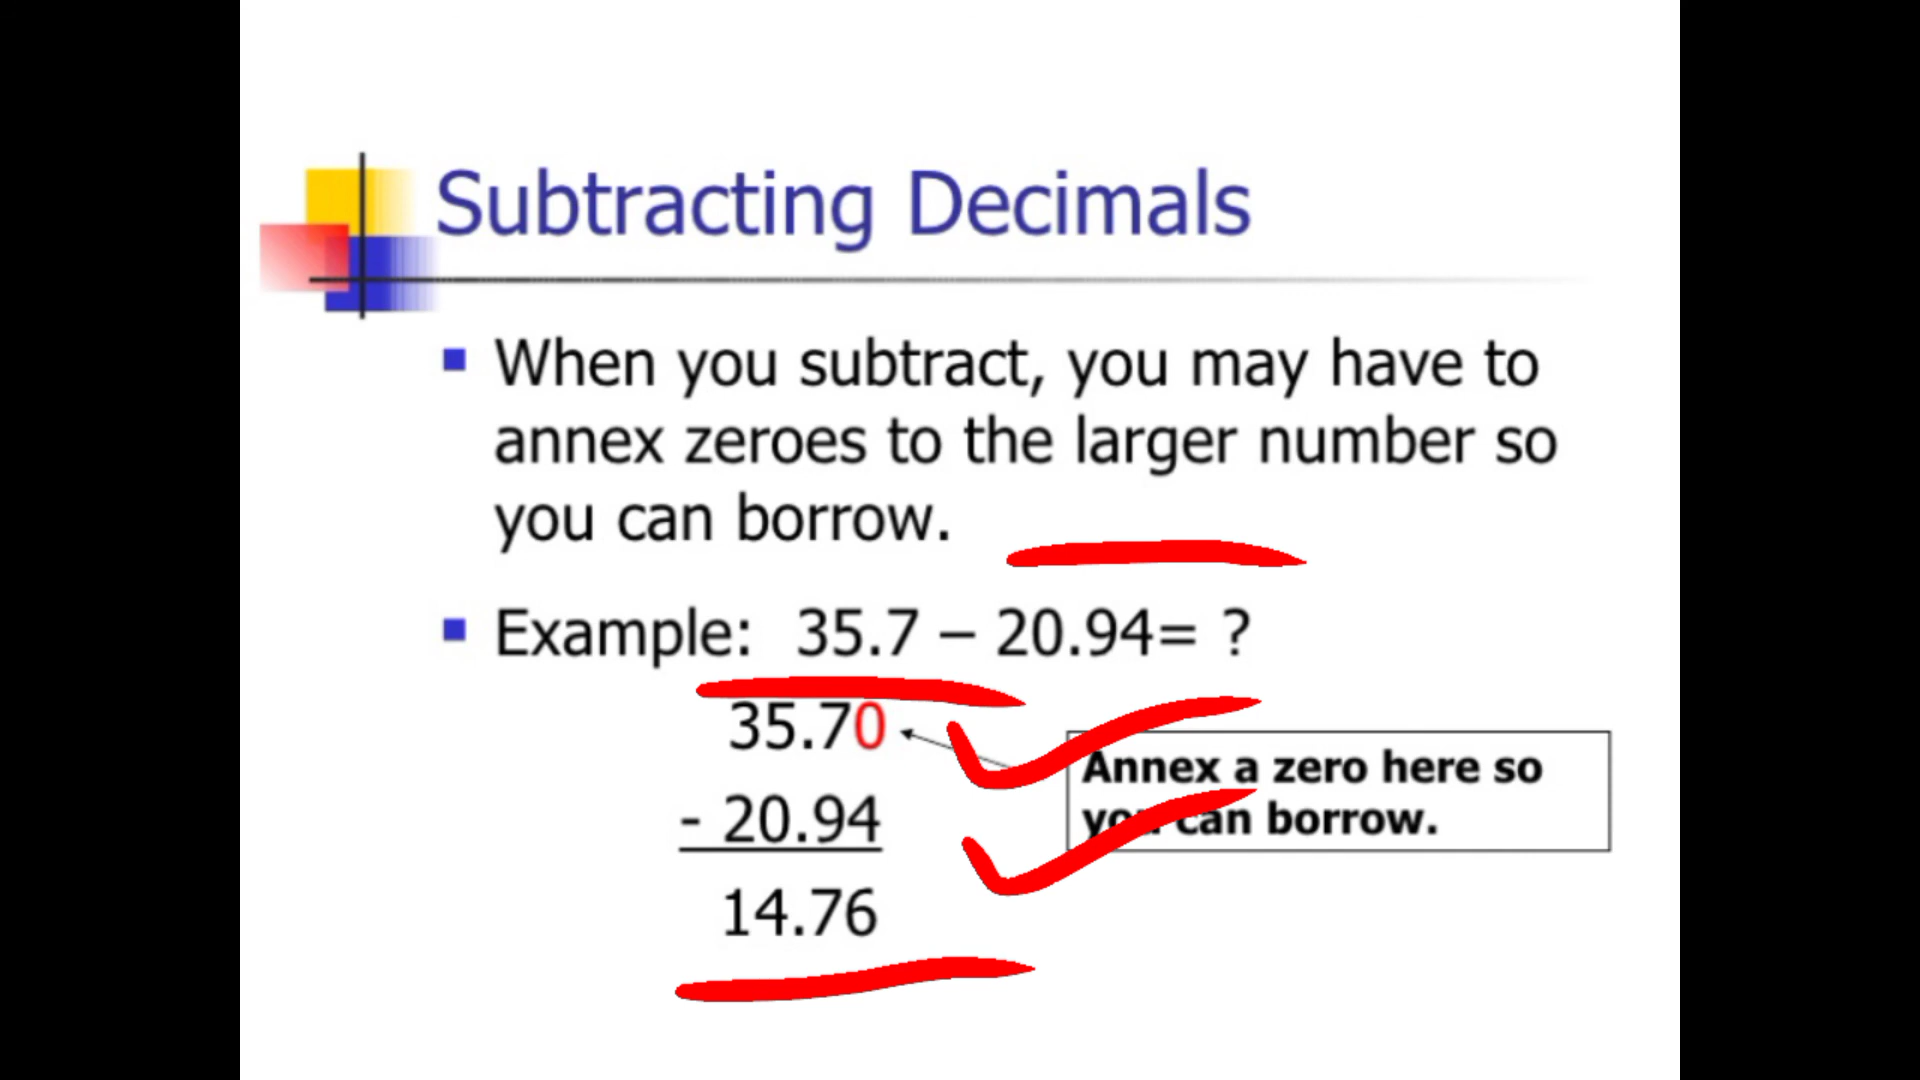 Subtracting Decimals
When you subtract, you may have to
annex zeroes to the larger number so
you can borrow.
Example: 35.7 – 20.94= ?
35.70
- 20.94
14.76
Annex a zero here so
you can borrow.